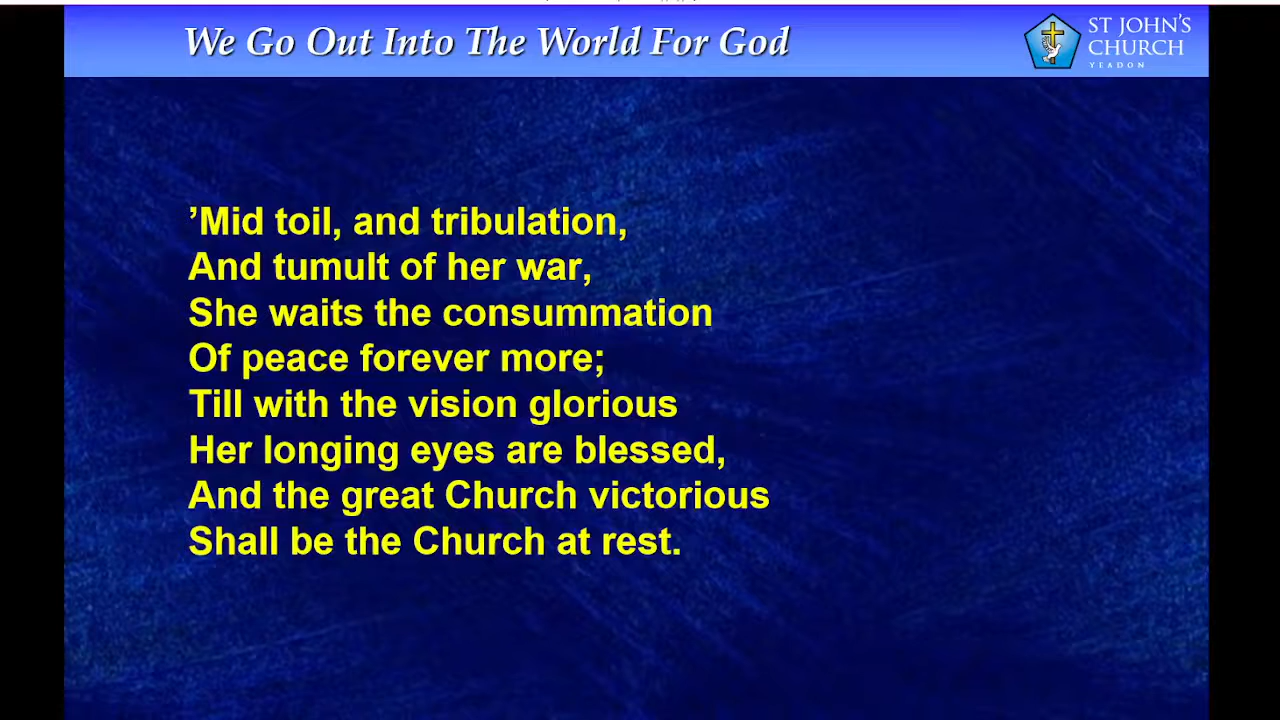 We Go Out Into The World For God
ST JOHN'S
CHURCH
YEADON
’Mid toil, and tribulation,
And tumult of her war,
She waits the consummation
Of peace forever more;
Till with the vision glorious
Her longing eyes are blessed,
And the great Church victorious
Shall be the Church at rest.